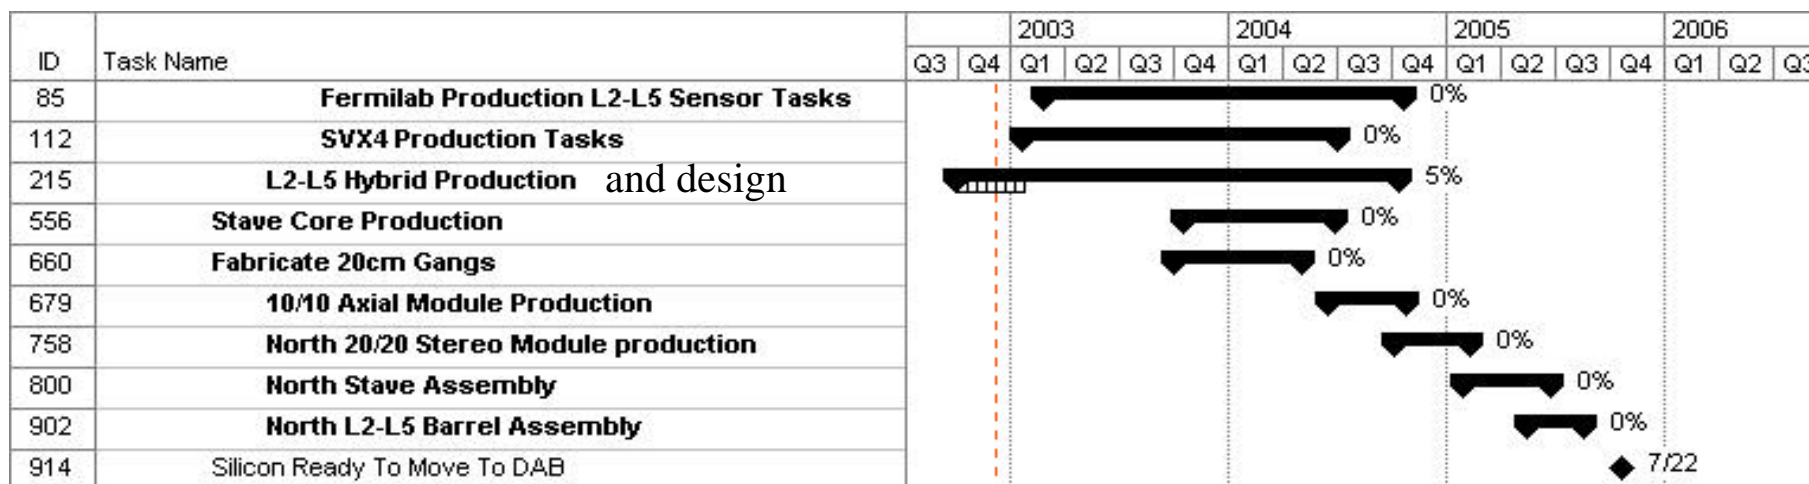 2003 2004 2005 2006
ID Task Name Q3 Q4 Q1 Q2 Q3 Q4 Q1 Q2 Q3 Q4 Q1 Q2 Q3 Q4 Q1 Q2 Q3
85 Fermilab Production L2-L5 Sensor Tasks 0%
112 SVX4 Production Tasks 0%
215 L2-L5 Hybrid Production and design 5%
556 Stave Core Production 0%
660 Fabricate 20cm Gangs 0%
679 10/10 Axial Module Production 0%
758 North 20/20 Stereo Module production 0%
800 North Stave Assembly 0%
902 North L2-L5 Barrel Assembly 0%
914 Silicon Ready To Move To DAB 7/22